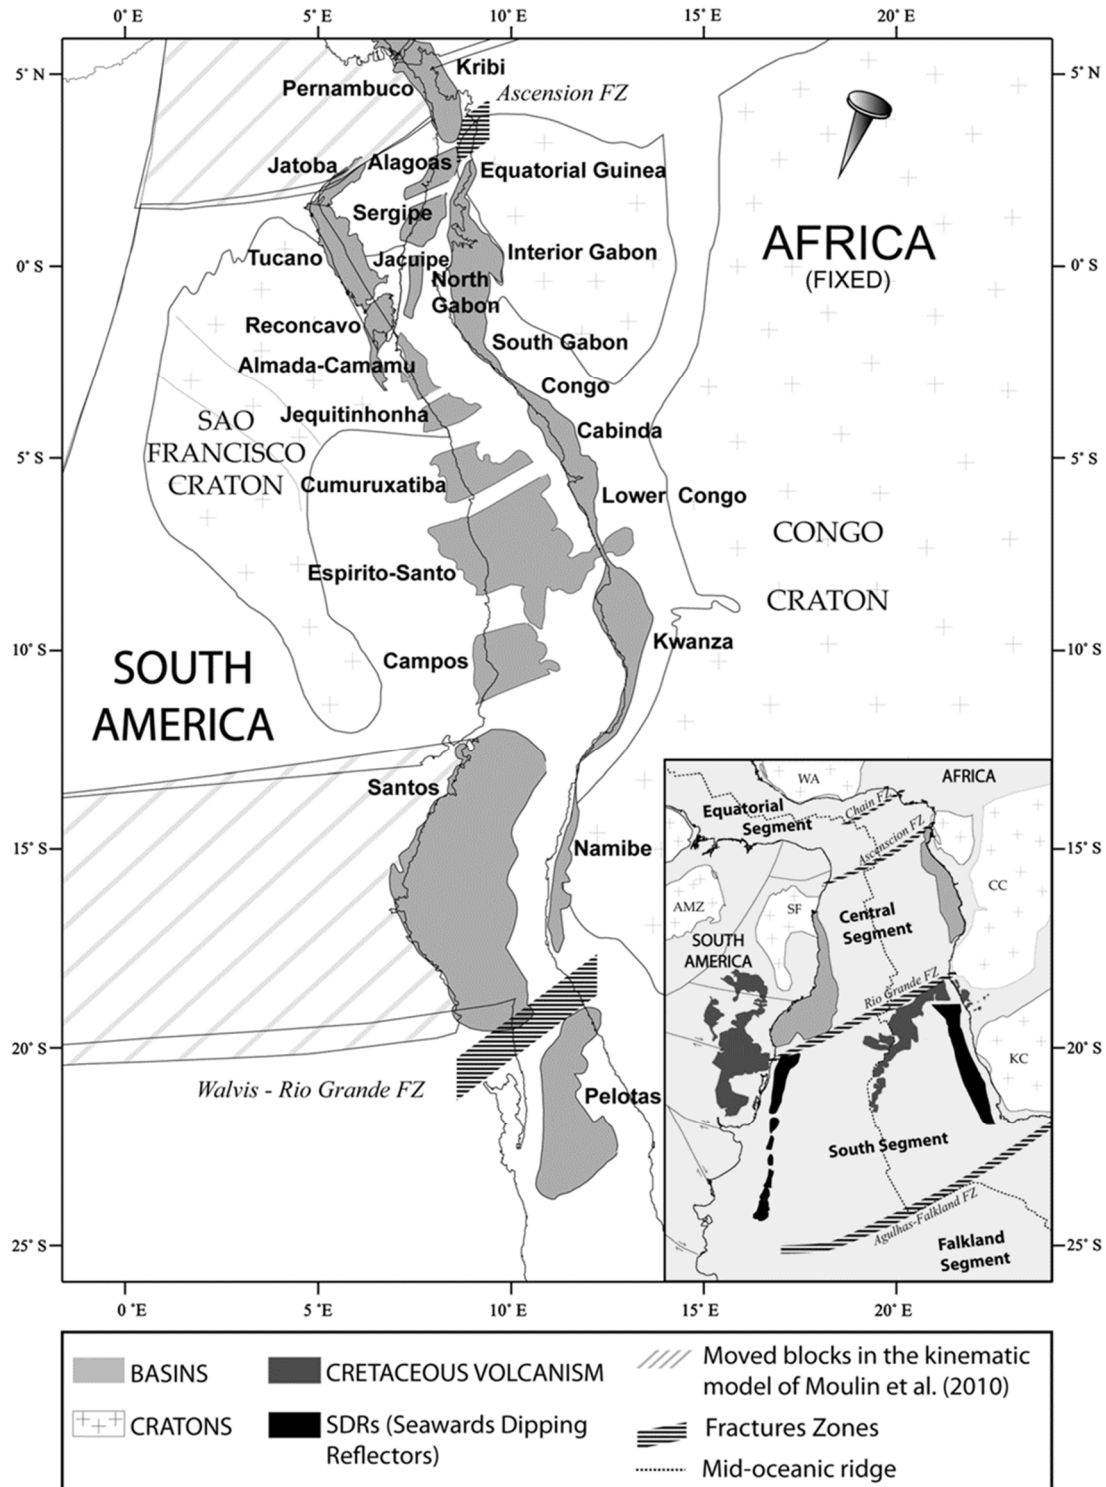 0° E 5° E 10° E 15° E 20° E
5° N
5° N
Kribi
Pernambuco
Ascension FZ
Jatoba
Alagoas
Equatorial Guinea
Sergipe
AFRICA
(FIXED)
Interior Gabon
Tucano
Jacuipe
0° S
0° S
North
Gabon
Reconcavo
South Gabon
Almada-Camamu
Congo
Jequitinhonha
SAO
FRANCISCO
CRATON
Cabinda
5° S
5° S
Cumuruxatiba
Lower Congo
CONGO
CRATON
Espirito-Santo
Kwanza
10° S
10° S
Campos
SOUTH
AMERICA
Santos
Namibe
15° S
15° S
20° S
20° S
Walvis - Rio Grande FZ
Pelotas
25° S
25° S
WA
AFRICA
Equatorial
Segment
Chain FZ
Ascenscion FZ
AMZ
SF
CC
Central
Segment
SOUTH
AMERICA
Rio Grande FZ
KC
South Segment
Agulhas-Falkland FZ
Falkland
Segment
0° E 5° E 10° E 15° E 20° E
BASINS
CRATONS
CRETACEOUS VOLCANISM
SDRs (Seawards Dipping
Reflectors)
Moved blocks in the kinematic
model of Moulin et al. (2010)
Fractures Zones
Mid-oceanic ridge